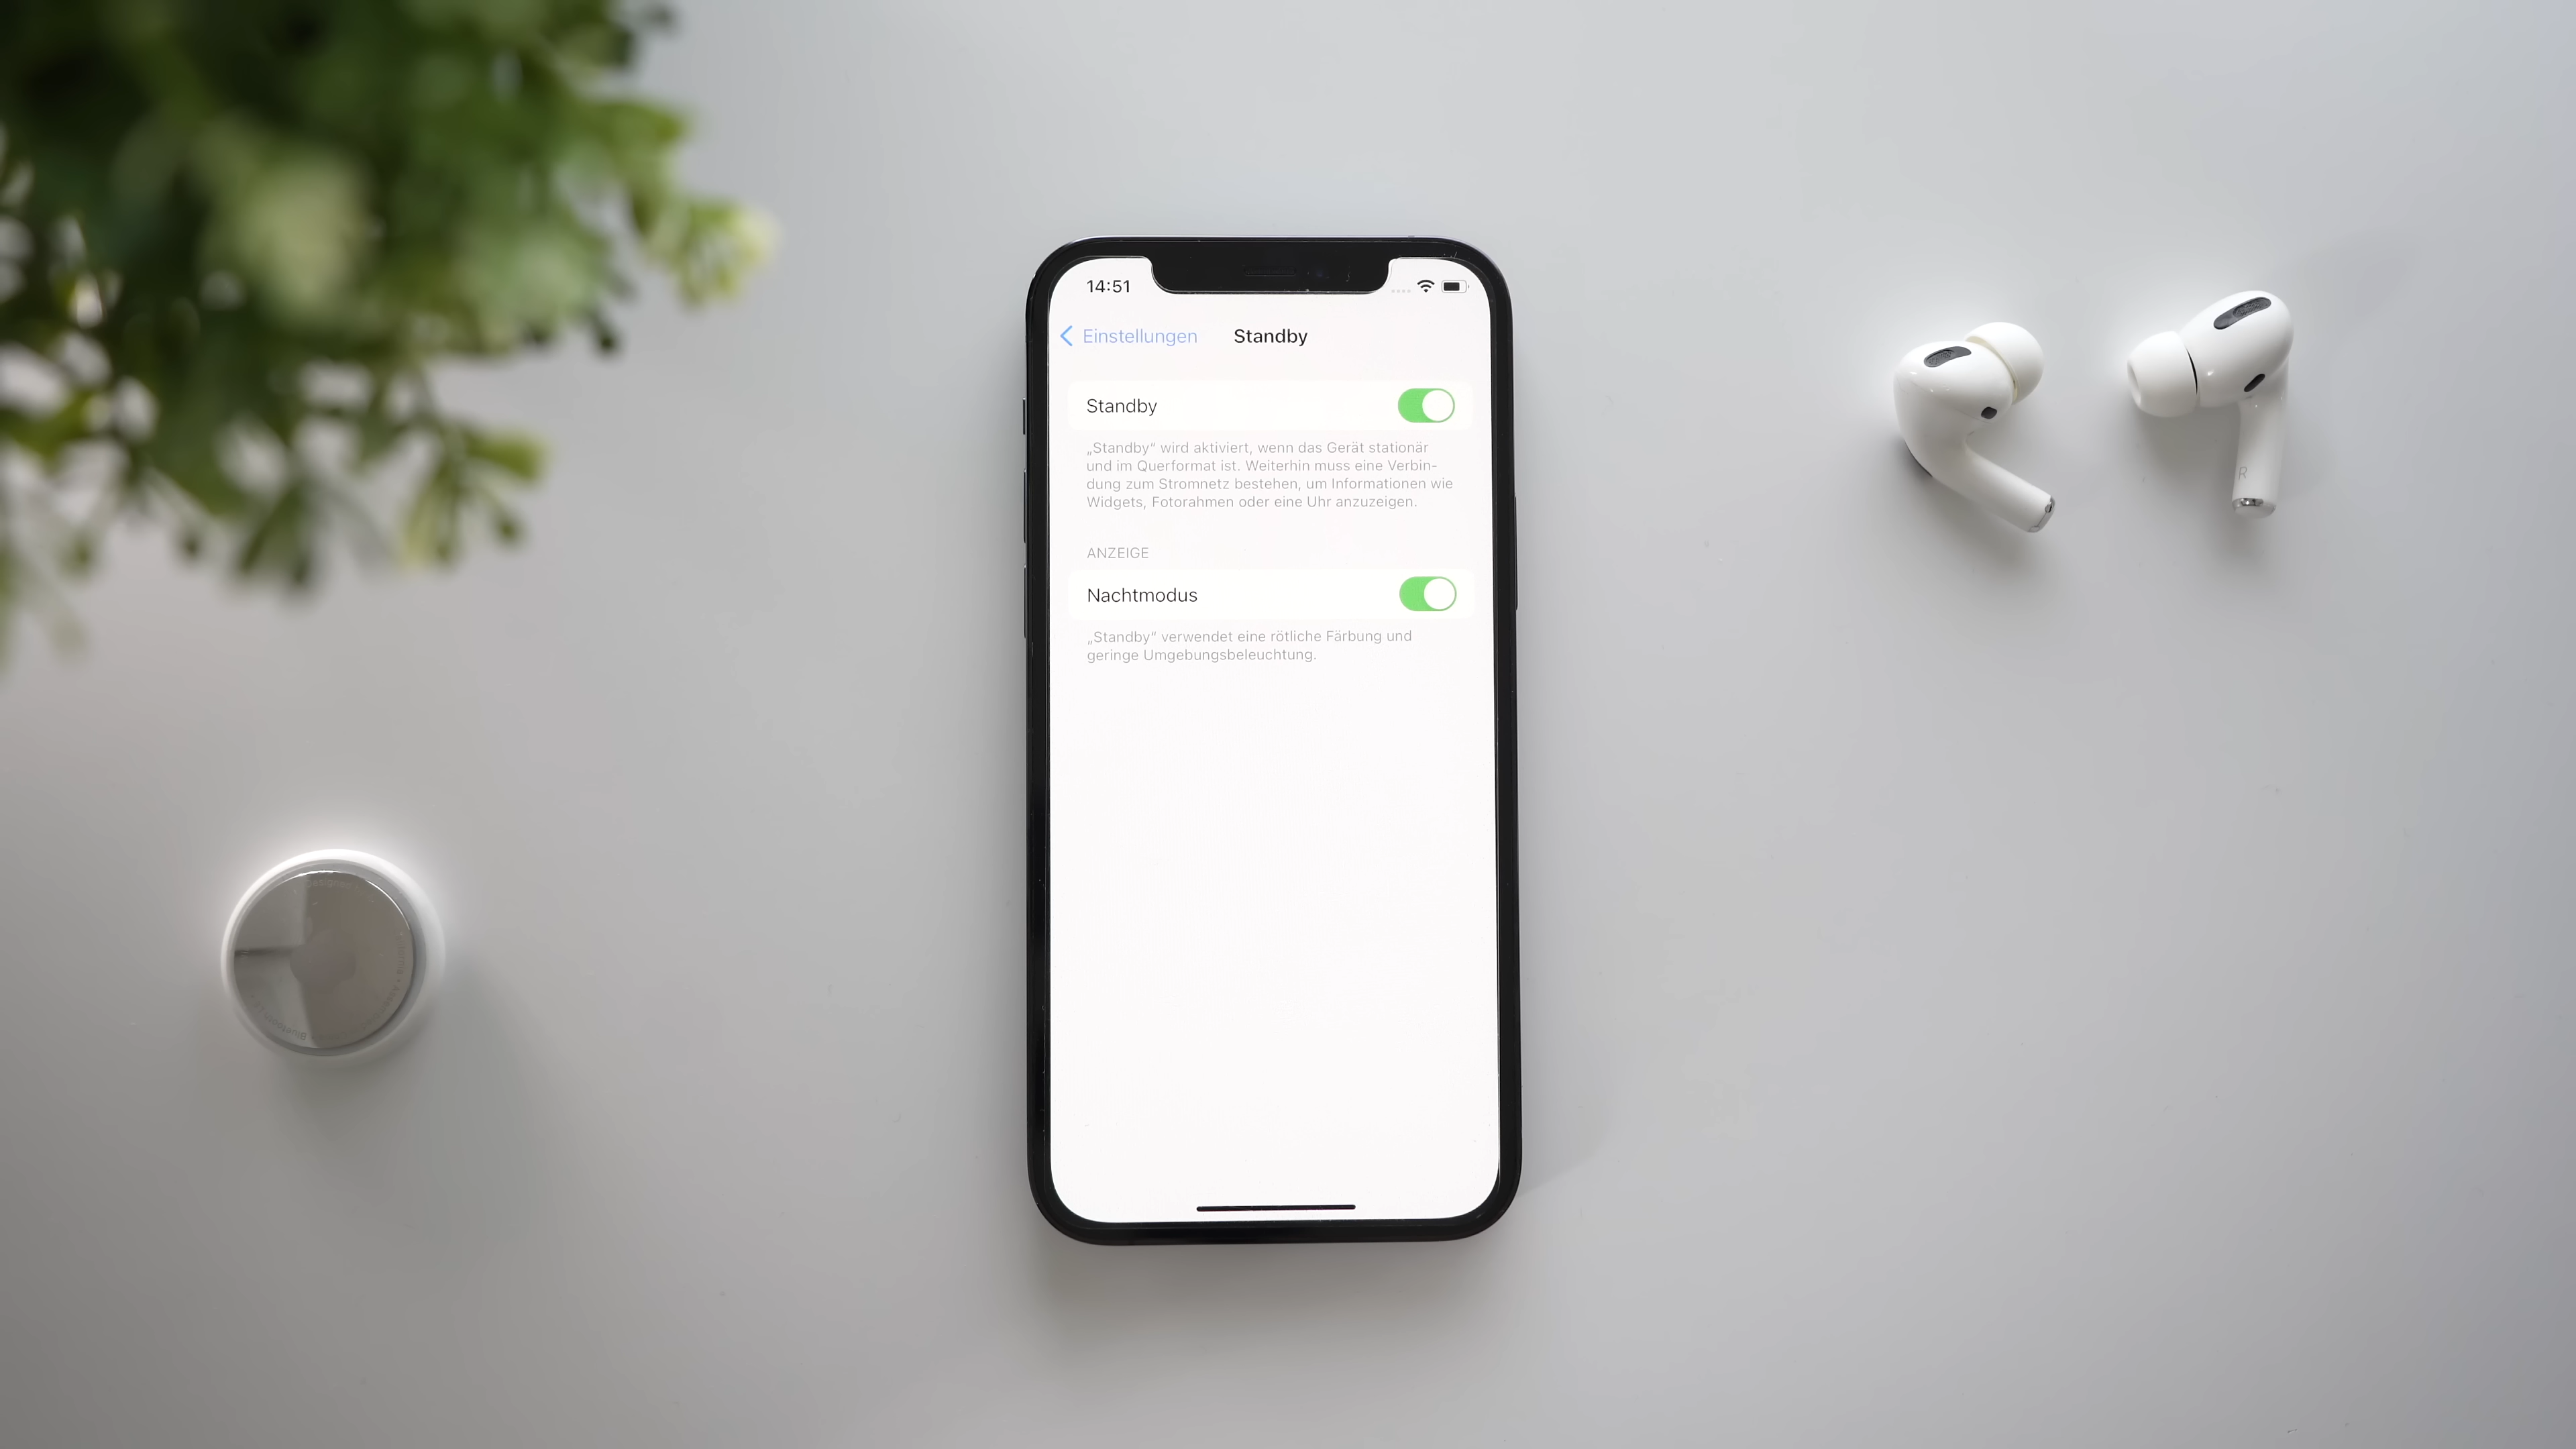 14:51
Einstellungen Standby
Standby
„Standby“ wird aktiviert, wenn das Gerät stationär
und im Querformat ist. Weiterhin muss eine Verbin-
dung zum Stromnetz bestehen, um Informationen wie
Widgets, Fotorahmen oder eine Uhr anzuzeigen.
ANZEIGE
Nachtmodus
„Standby“ verwendet eine rötliche Färbung und
geringe Umgebungsbeleuchtung.
R